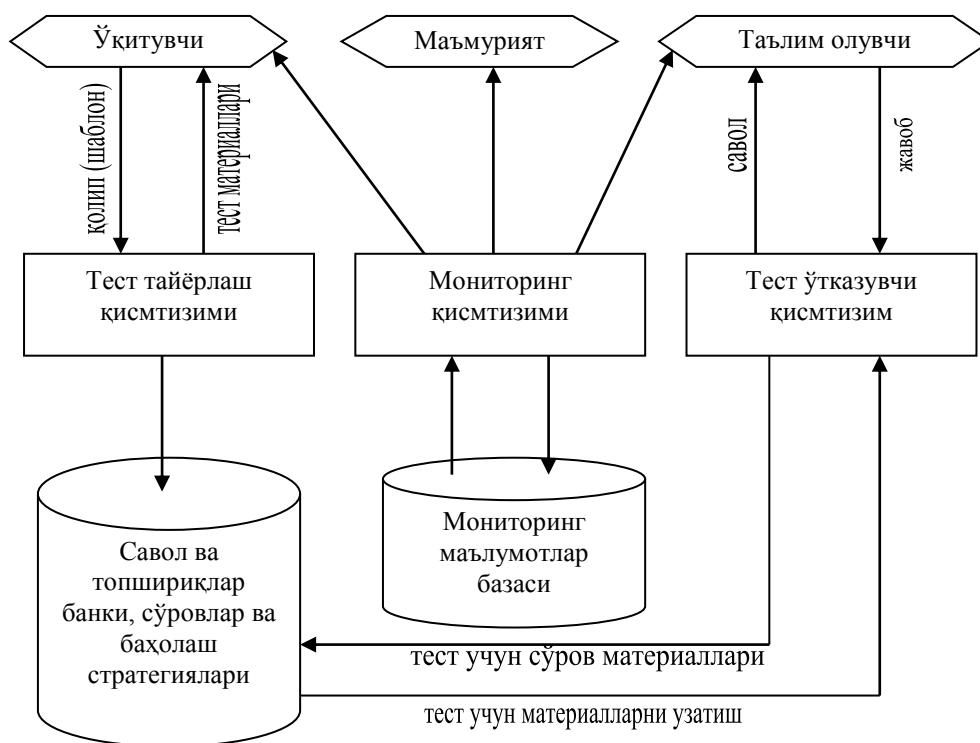 Ўқитувчи
Маъмурият
Таълим олувчи
қолип (шаблон)
тест материаллари
савол
жавоб
Тест тайёрлаш
қисмтизими
Мониторинг
қисмтизими
Тест ўтказувчи
қисмтизим
Савол ва
топшириқлар
банки, сўровлар ва
баҳолаш
стратегиялари
Мониторинг
маълумотлар
базаси
тест учун сўров материаллари
тест учун материалларни узатиш